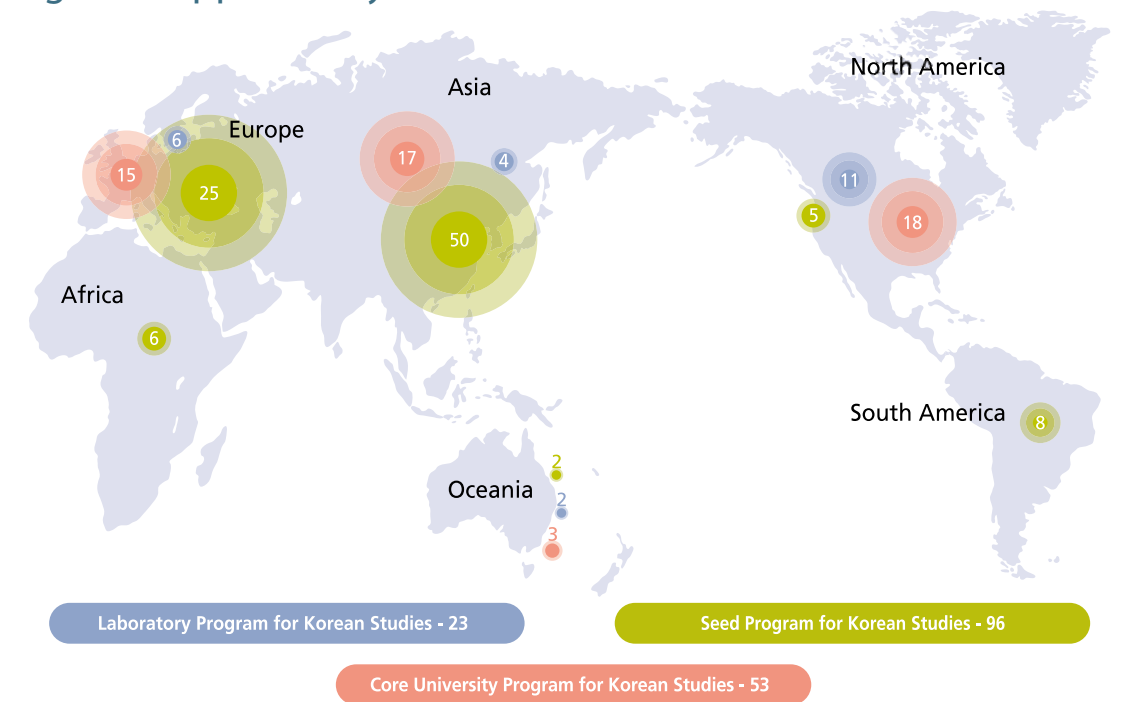 North America
Asia
Europe
6
15
25
17
4
50
11
5
18
Africa
6
South America
8
2
Oceania
2
3
Laboratory Program for Korean Studies - 23
Seed Program for Korean Studies - 96
Core University Program for Korean Studies - 53